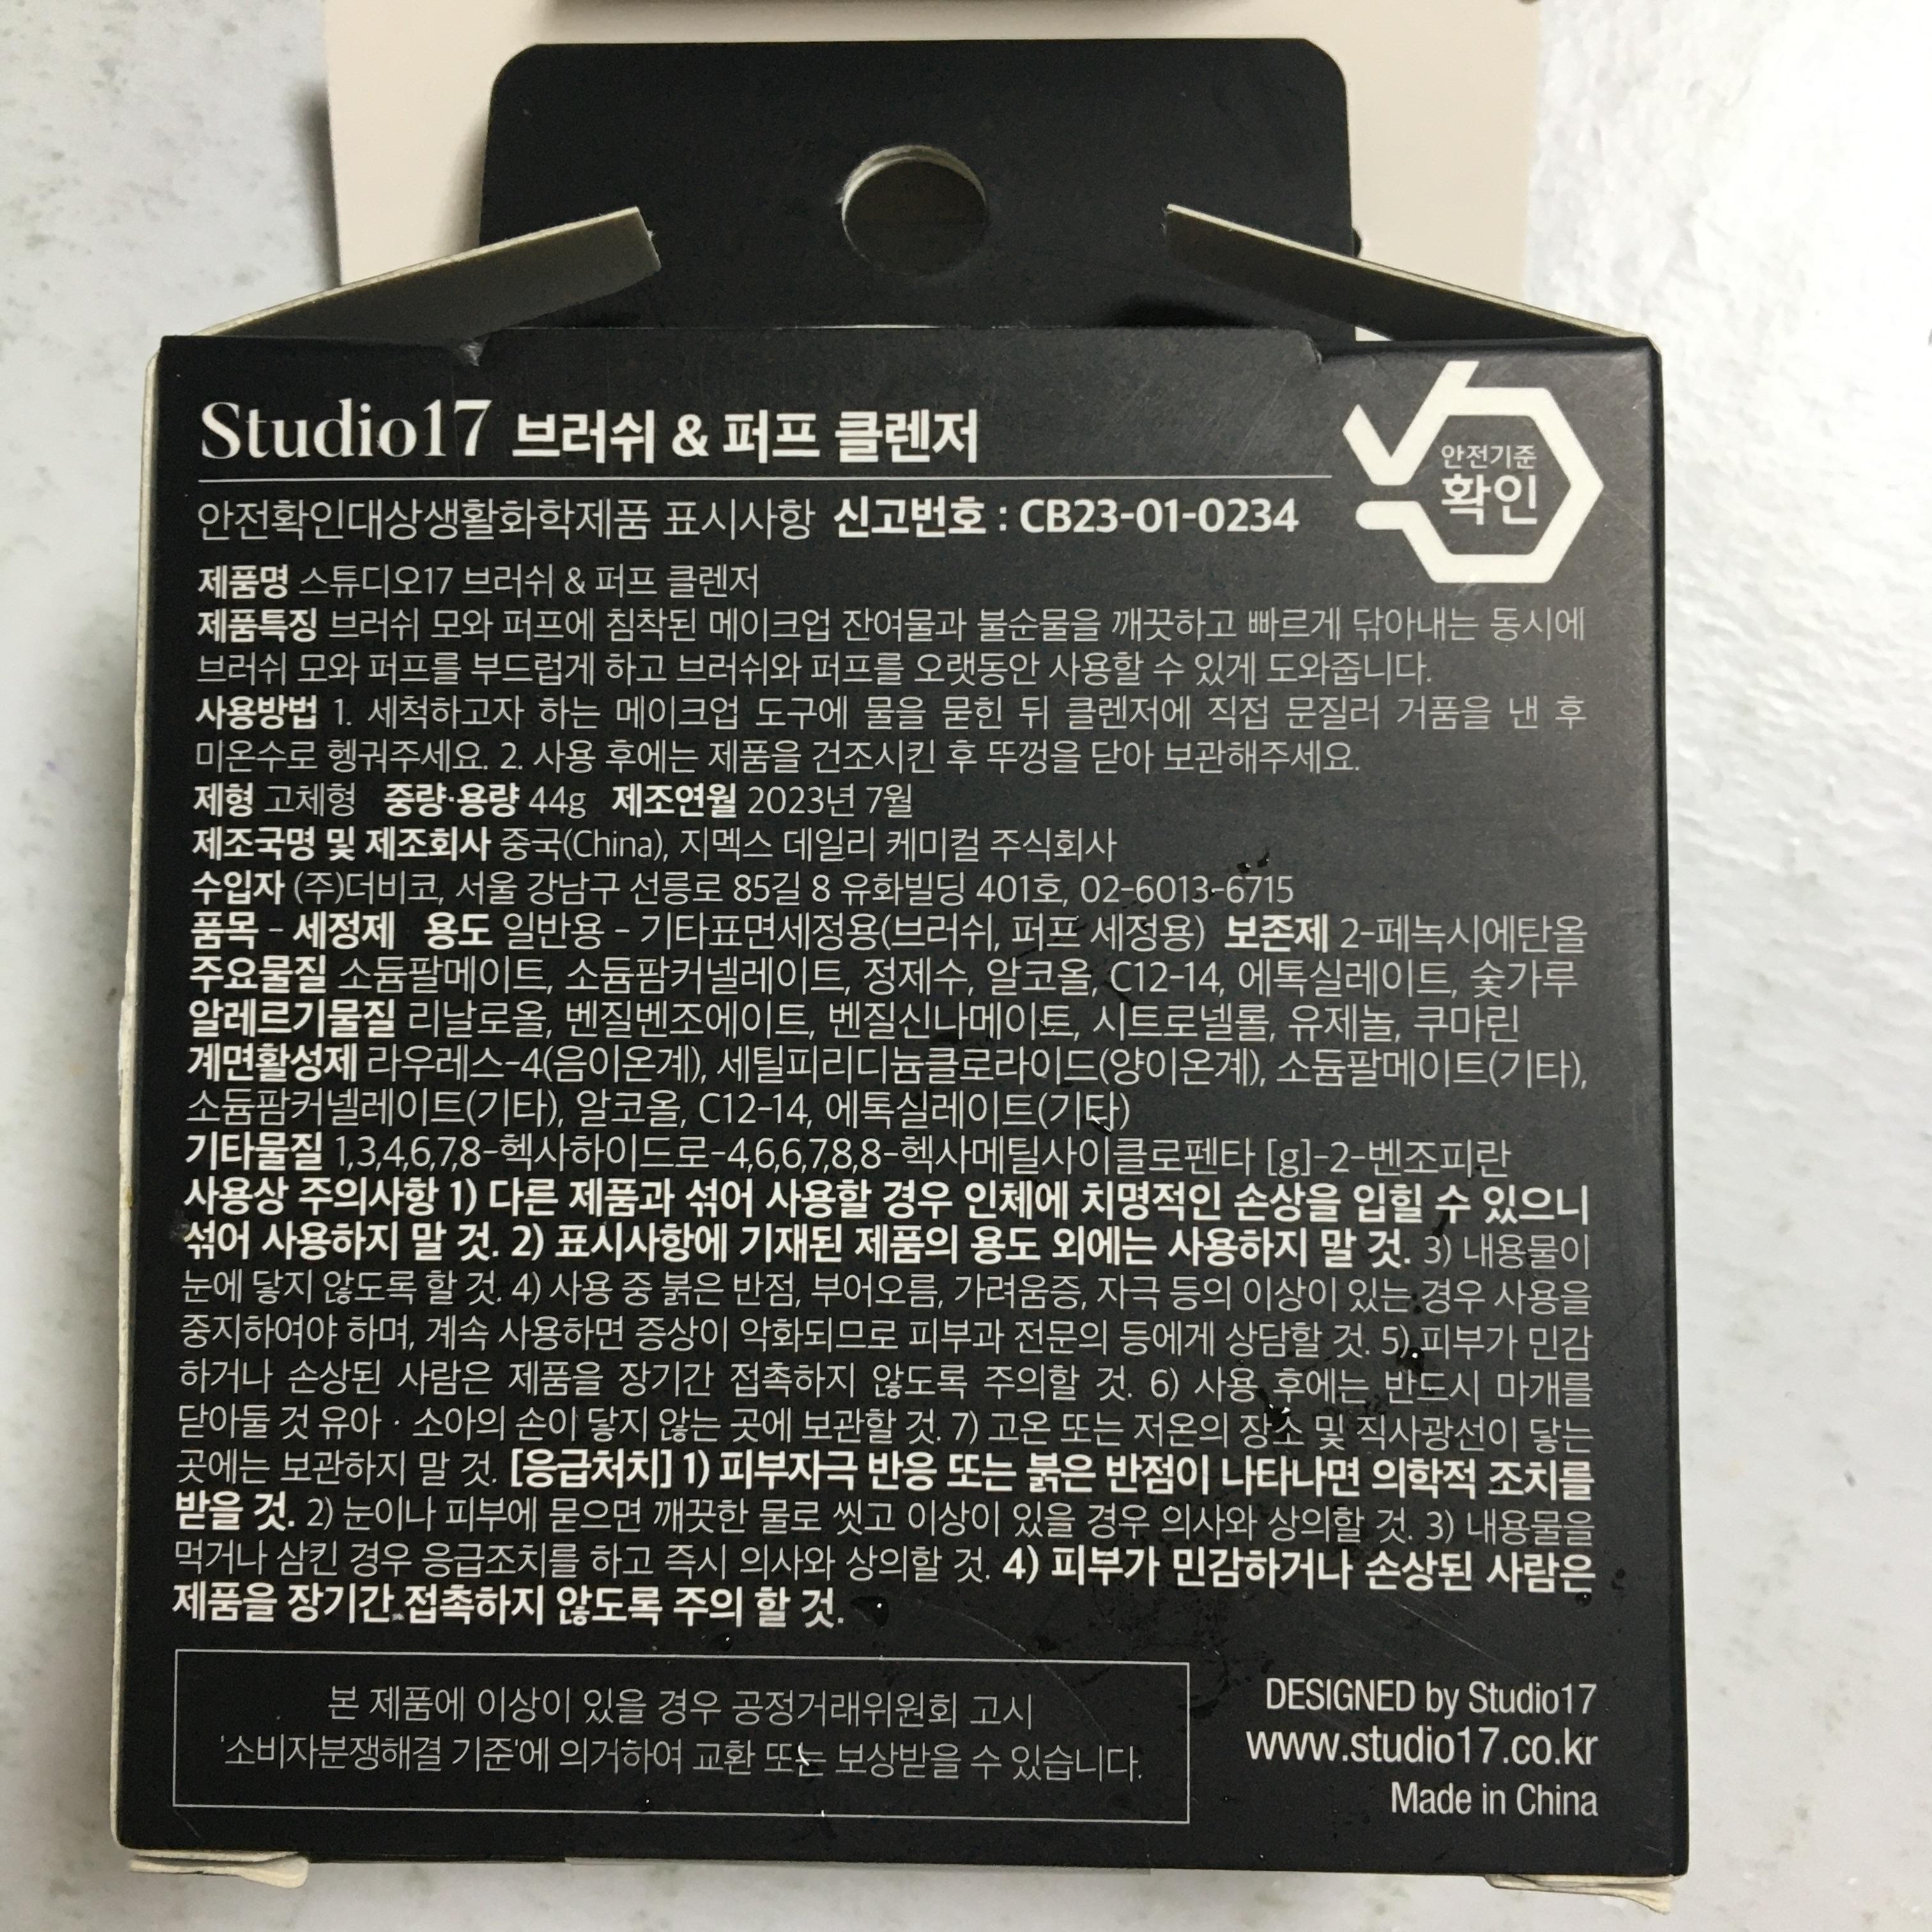 Studio17 브러쉬 & 퍼프 클렌저
안전기준
확인
안전확인대상생활화학제품 표시사항 신고번호 : CB23-01-0234
제품명 스튜디오17 브러쉬 & 퍼프 클렌저
제품특징 브러쉬 모와 퍼프에 침착된 메이크업 잔여물과 불순물을 깨끗하고 빠르게 닦아내는 동시에
브러쉬 모와 퍼프를 부드럽게 하고 브러쉬와 퍼프를 오랫동안 사용할 수 있게 도와줍니다.
사용방법 1. 세척하고자 하는 메이크업 도구에 물을 묻힌 뒤 클렌저에 직접 문질러 거품을 낸 후
미온수로 헹궈주세요. 2. 사용 후에는 제품을 건조시킨 후 뚜껑을 닫아 보관해주세요.
제형 고체형 중량·용량 44g 제조연월 2023년 7월
제조국명 및 제조회사 중국(China), 지멕스 데일리 케미컬 주식회사
수입자 (주)더비코, 서울 강남구 선릉로 85길 8 유화빌딩 401호, 02-6013-6715
품목 - 세정제 용도 일반용 - 기타표면세정용(브러쉬, 퍼프 세정용) 보존제 2-페녹시에탄올
주요물질 소듐팔메이트, 소듐팜커넬레이트, 정제수, 알코올, C12-14, 에톡실레이트, 숯가루
알레르기물질 리날로올, 벤질벤조에이트, 벤질신나메이트, 시트로넬롤, 유제놀, 쿠마린
계면활성제 라우레스-4(음이온계), 세틸피리디늄클로라이드(양이온계), 소듐팔메이트(기타),
소듐팜커넬레이트(기타), 알코올, C12-14, 에톡실레이트(기타)
기타물질 1,3,4,6,7,8-헥사하이드로-4,6,6,7,8,8-헥사메틸사이클로펜타 [g]-2-벤조피란
사용상 주의사항 1) 다른 제품과 섞어 사용할 경우 인체에 치명적인 손상을 입힐 수 있으니
섞어 사용하지 말 것. 2) 표시사항에 기재된 제품의 용도 외에는 사용하지 말 것. 3) 내용물이
눈에 닿지 않도록 할 것. 4) 사용 중 붉은 반점, 부어오름, 가려움증, 자극 등의 이상이 있는 경우 사용을
중지하여야 하며, 계속 사용하면 증상이 악화되므로 피부과 전문의 등에게 상담할 것. 5) 피부가 민감
하거나 손상된 사람은 제품을 장기간 접촉하지 않도록 주의할 것. 6) 사용 후에는 반드시 마개를
닫아둘 것 유아 · 소아의 손이 닿지 않는 곳에 보관할 것. 7) 고온 또는 저온의 장소 및 직사광선이 닿는
곳에는 보관하지 말 것. [응급처치] 1) 피부자극 반응 또는 붉은 반점이 나타나면 의학적 조치를
받을 것. 2) 눈이나 피부에 묻으면 깨끗한 물로 씻고 이상이 있을 경우 의사와 상의할 것. 3) 내용물을
먹거나 삼킨 경우 응급조치를 하고 즉시 의사와 상의할 것. 4) 피부가 민감하거나 손상된 사람은
제품을 장기간 접촉하지 않도록 주의 할 것.
본 제품에 이상이 있을 경우 공정거래위원회 고시
'소비자분쟁해결 기준'에 의거하여 교환 또는 보상받을 수 있습니다.
DESIGNED by Studio17
www.studio17.co.kr
Made in China